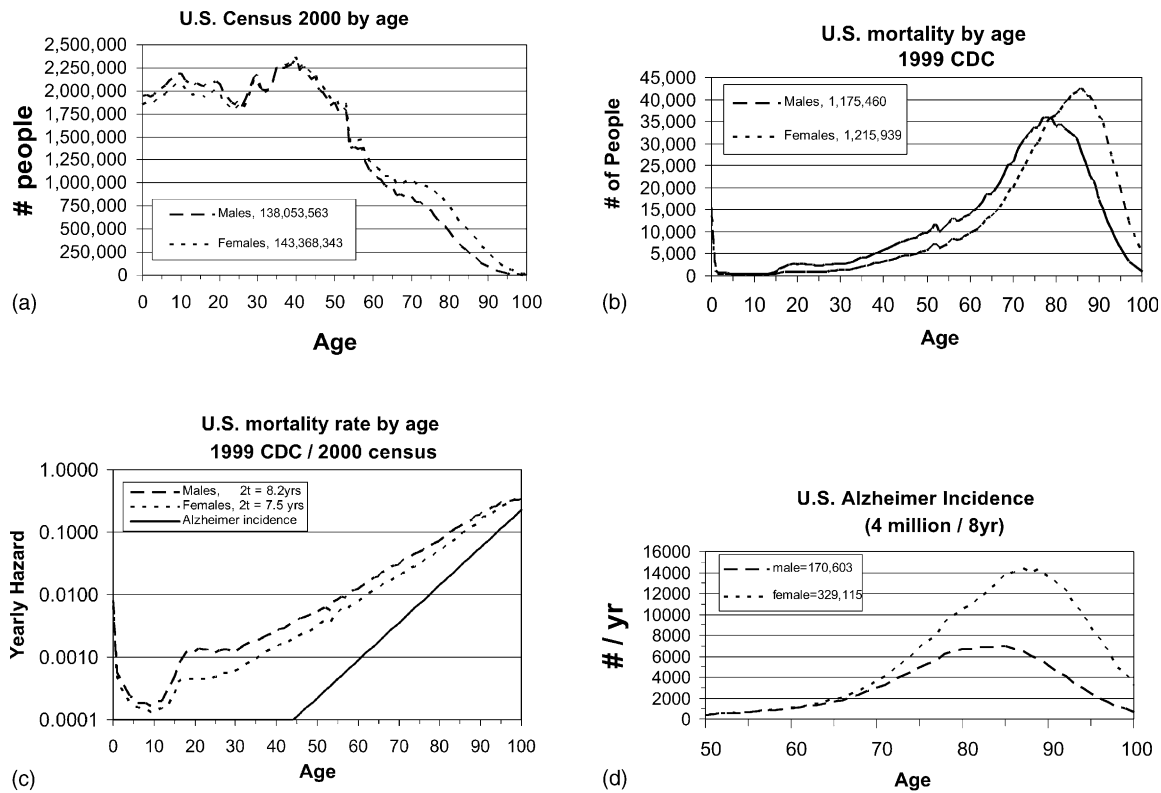 U.S. Census 2000 by age
2,500,000
2,250,000
2,000,000
1,750,000
1,500,000
1,250,000
1,000,000
750,000
500,000
250,000
0
# people
Males, 138,053,563
Females, 143,368,343
0 10 20 30 40 50 60 70 80 90 100
(a)
Age
U.S. mortality by age
1999 CDC
45,000
40,000
35,000
30,000
25,000
20,000
15,000
10,000
5,000
0
# of People
Males, 1,175,460
Females, 1,215,939
0 10 20 30 40 50 60 70 80 90 100
(b)
Age
U.S. mortality rate by age
1999 CDC / 2000 census
1.0000
0.1000
0.0100
0.0010
0.0001
Yearly Hazard
Males, 2t = 8.2yrs
Females, 2t = 7.5 yrs
Alzheimer incidence
0 10 20 30 40 50 60 70 80 90 100
(c)
Age
U.S. Alzheimer Incidence
(4 million / 8yr)
16000
14000
12000
10000
8000
6000
4000
2000
0
# / yr
male=170,603
female=329,115
50 60 70 80 90 100
(d)
Age